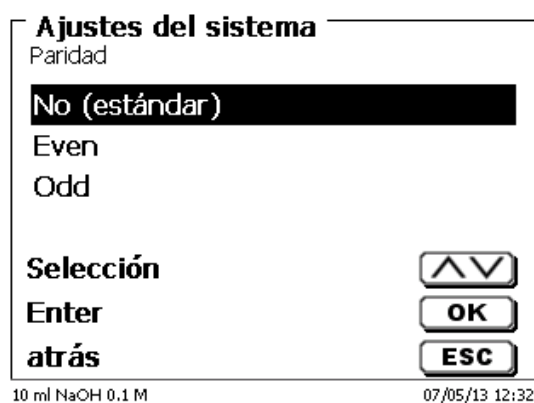 Ajustes del sistema
Paridad
No (estándar)
Even
Odd
Selección
Enter OK
atrás ESC
10 ml NaOH 0.1 M 07/05/13 12:32